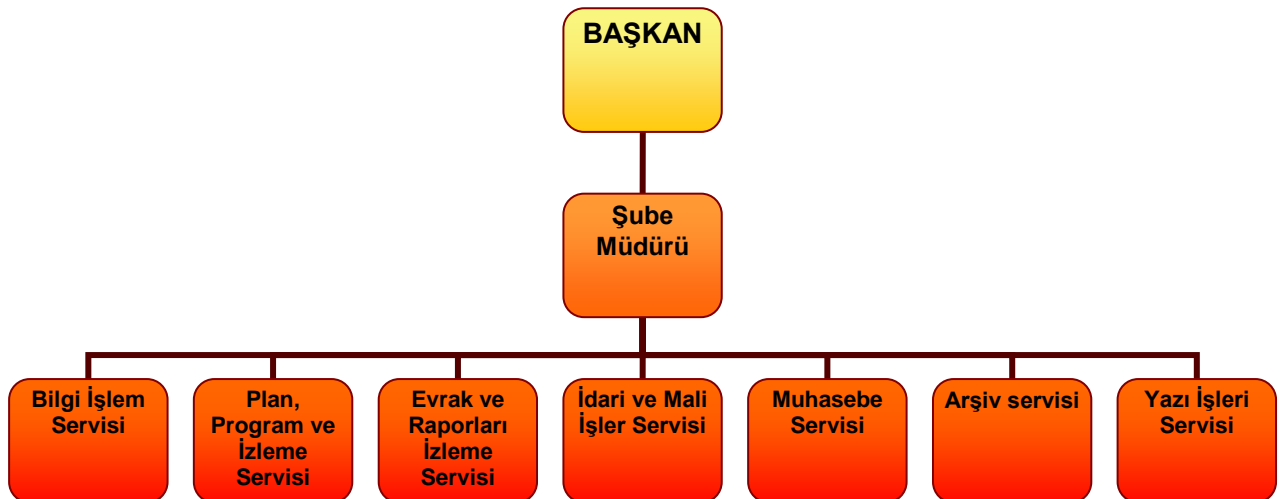 BAŞKAN
Şube
Müdürü
Bilgi İşlem
Servisi
Plan,
Program ve
İzleme
Servisi
Evrak ve
Raporları
İzleme
Servisi
İdari ve Mali
İşler Servisi
Muhasebe
Servisi
Arşiv servisi
Yazı İşleri
Servisi